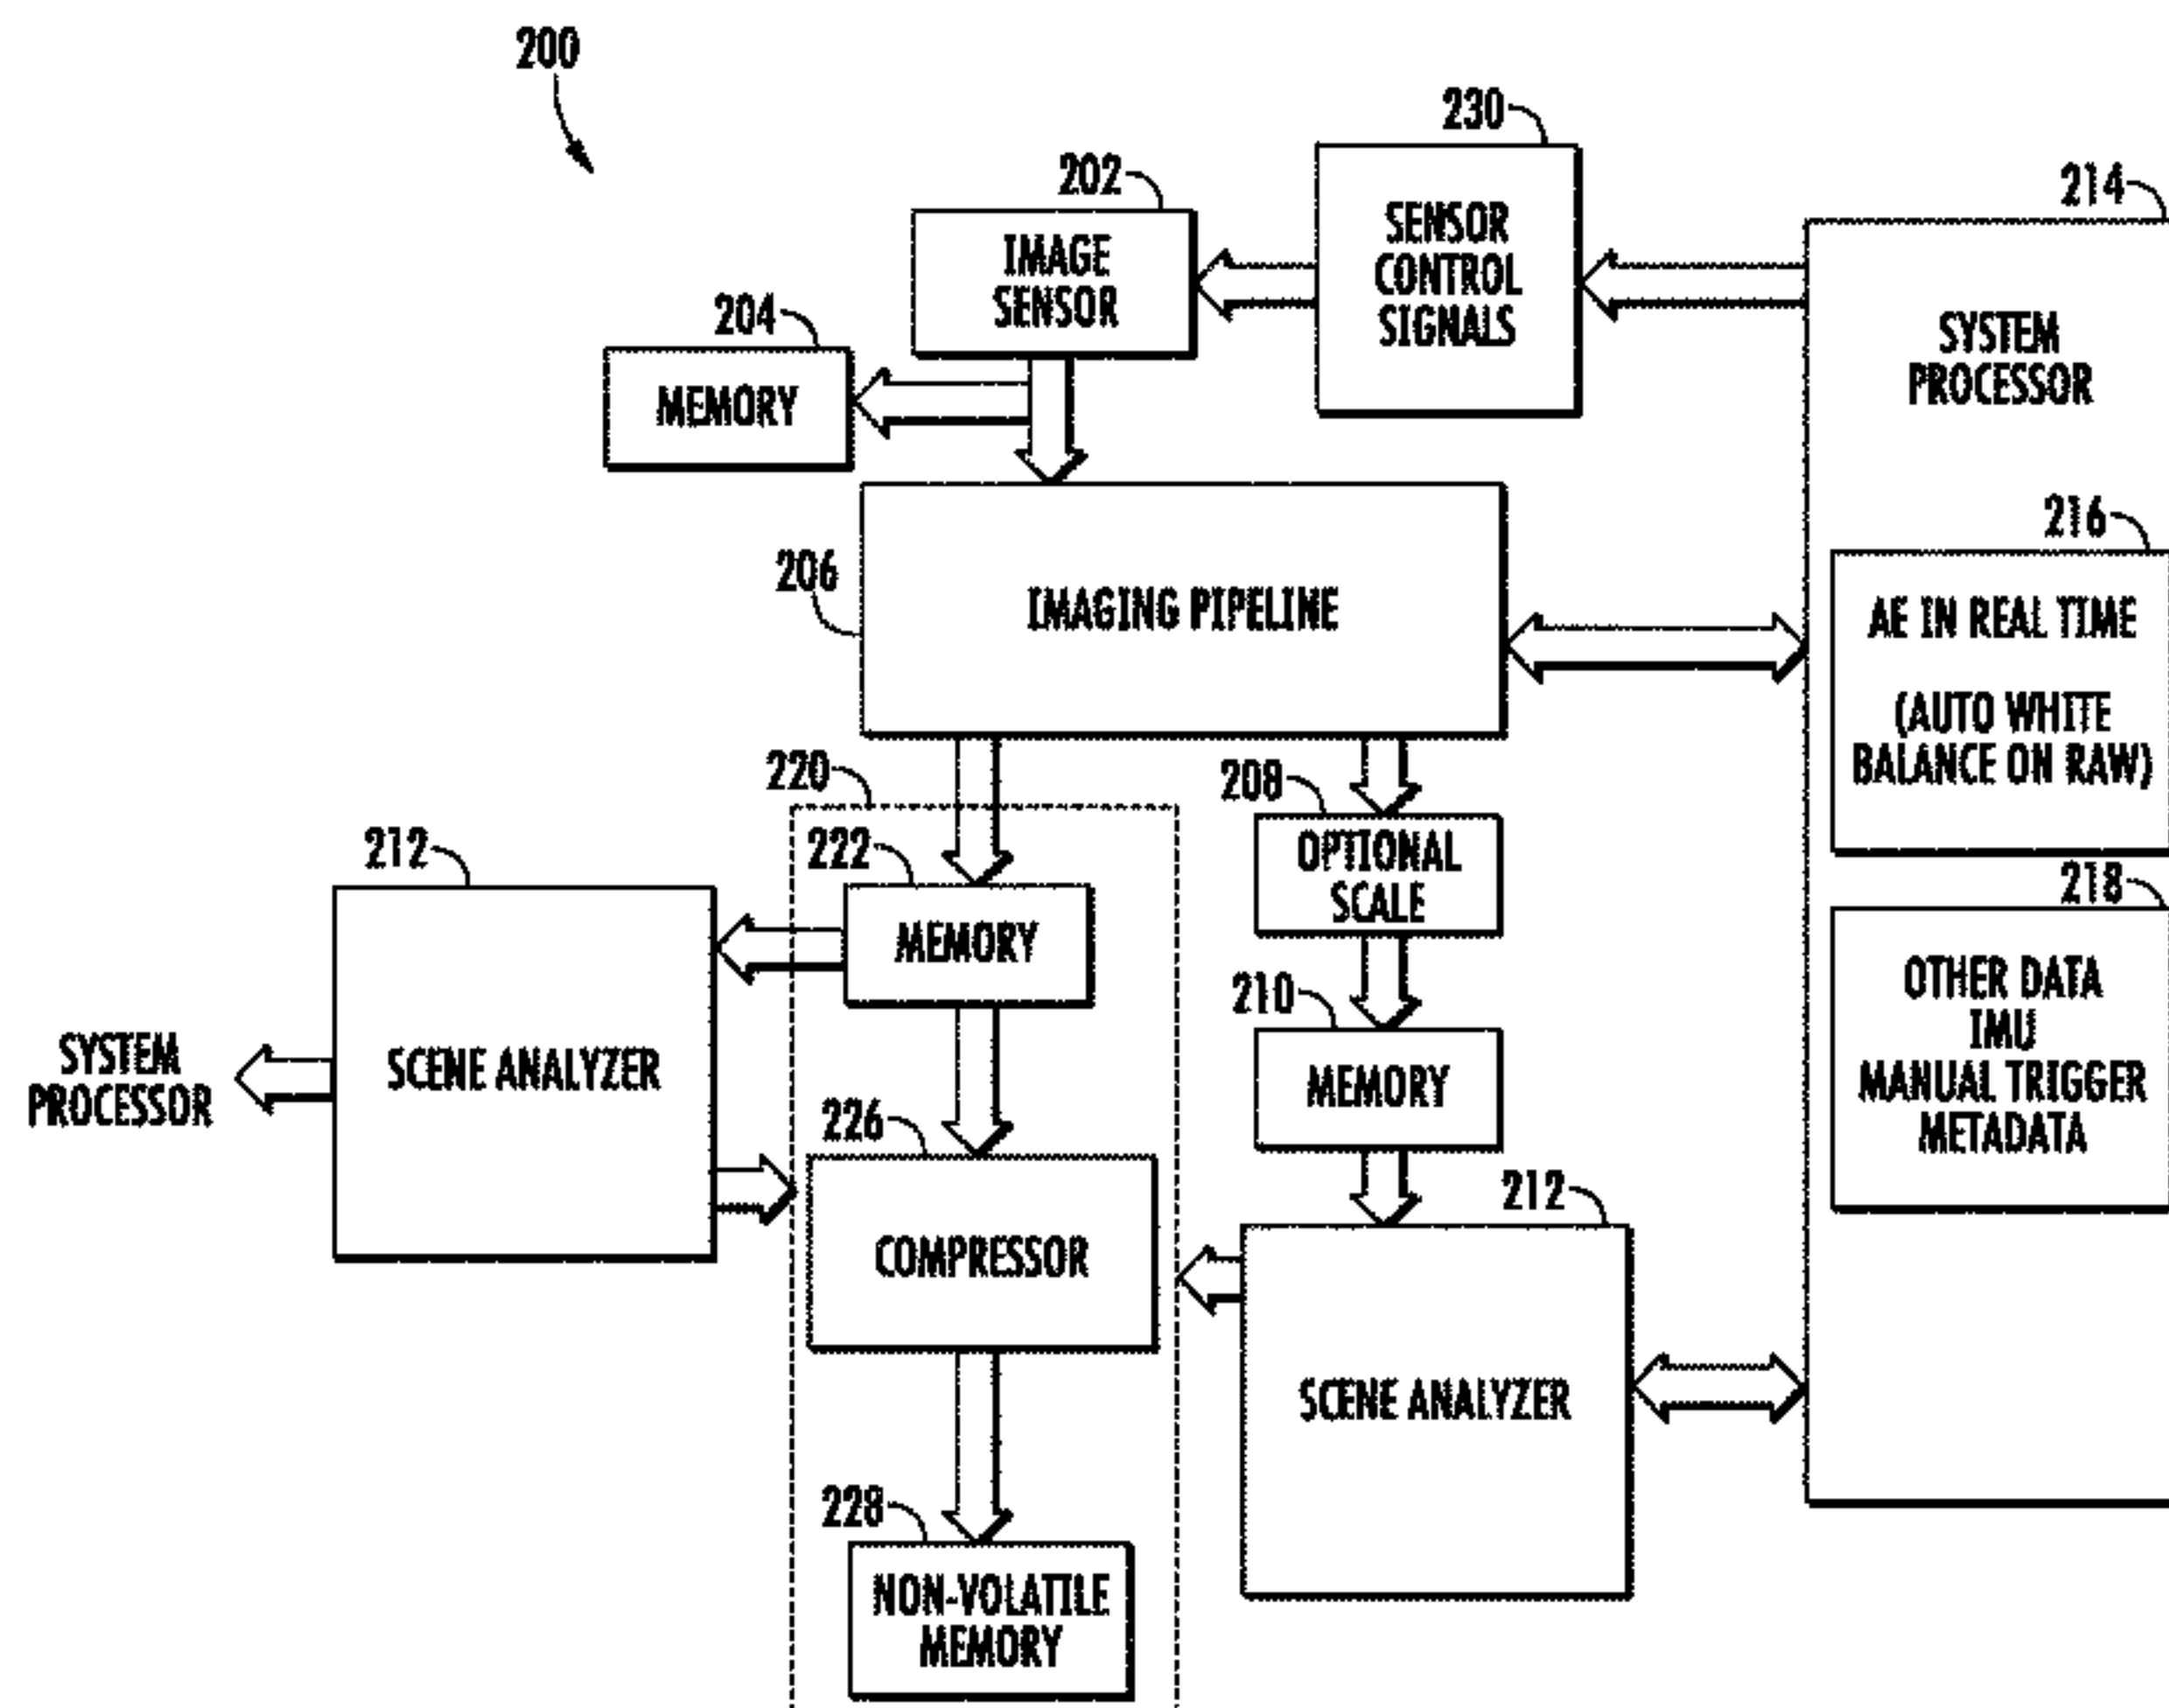 200
230
202
214
SENSOR
CONTROL
SIGNALS
IMAGE
SENSOR
204
SYSTEM
PROCESSOR
MEMORY
216
206
IMAGING PIPELINE
AE IN REAL TIME
(AUTO WHITE
BALANCE ON RAW)
220
208
212
222
OPTIONAL
SCALE
218
MEMORY
210
OTHER DATA
IMU
MANUAL TRIGGER
METADATA
SYSTEM
PROCESSOR
SCENE ANALYZER
MEMORY
226
212
COMPRESSOR
SCENE ANALYZER
228
NON-VOLATILE
MEMORY